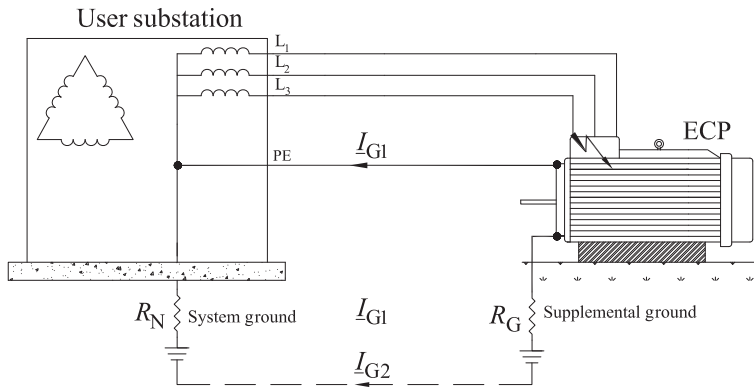 User substation
L1
L2
L3
ECP
PE
IG1
RN
System ground
IG1
RG
Supplemental ground
IG2